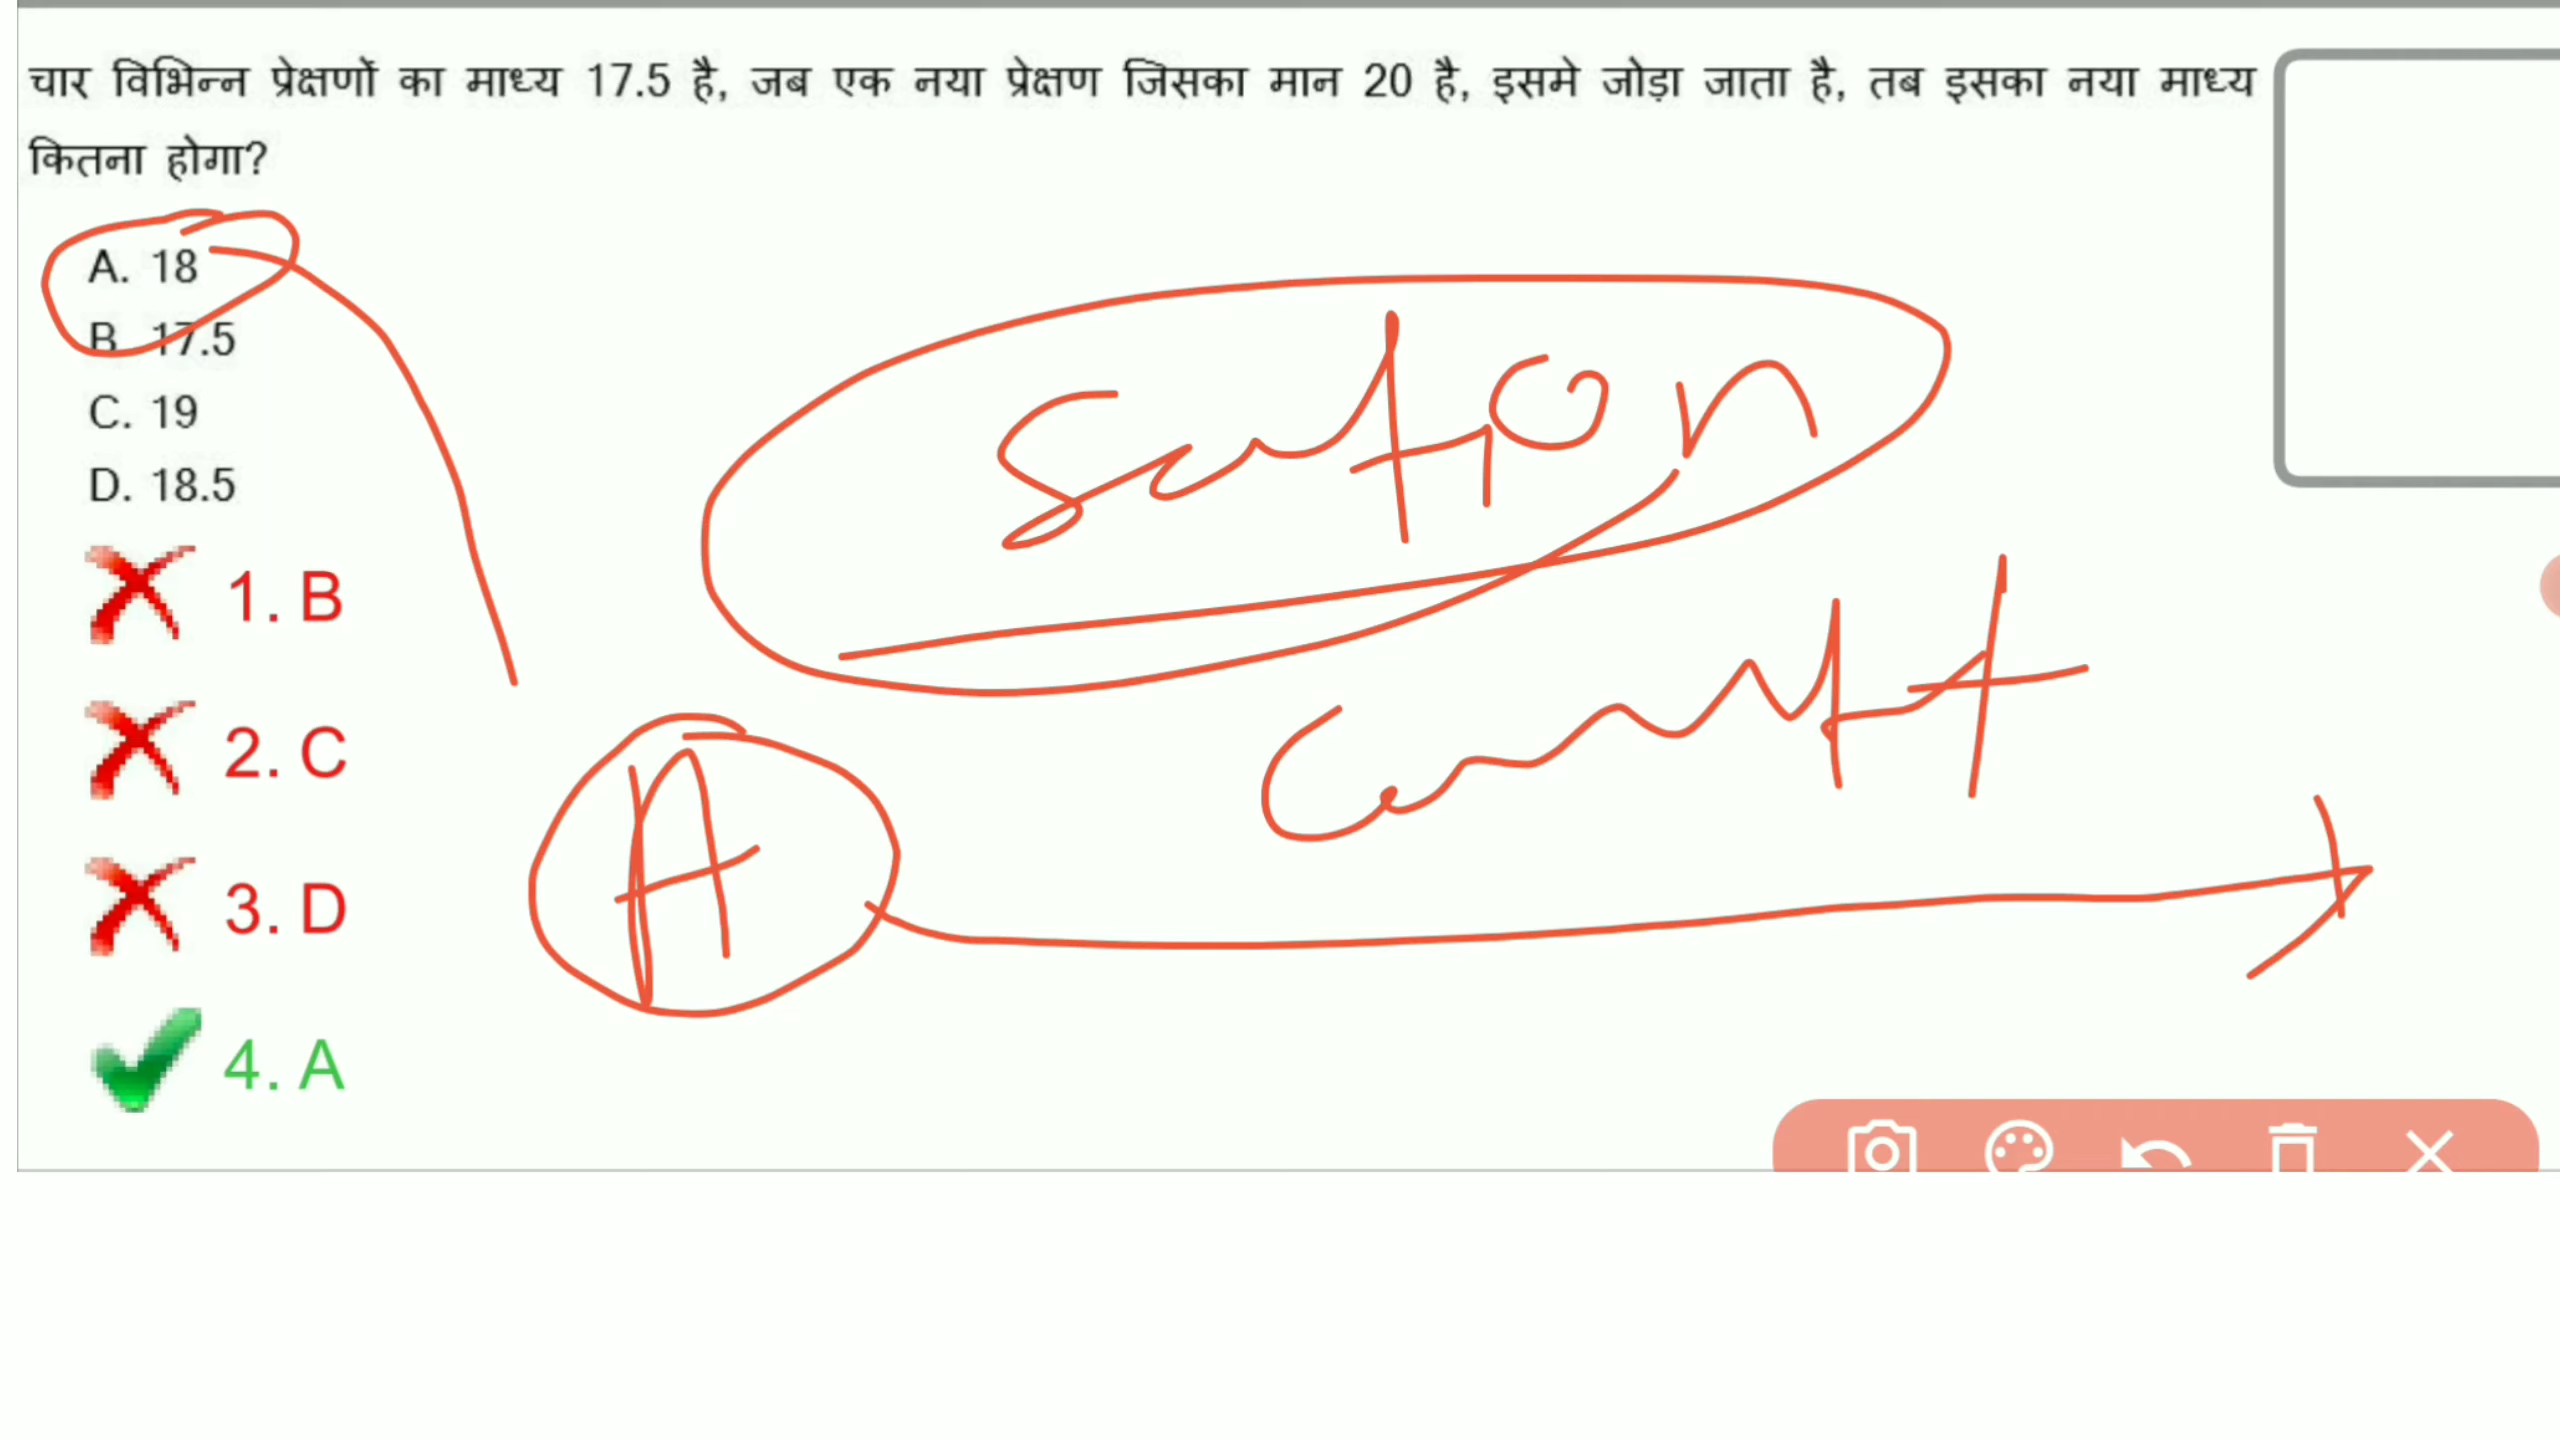 चार विभिन्न प्रेक्षणों का माध्य 17.5 है, जब एक नया प्रेक्षण जिसका मान 20 है, इसमे जोड़ा जाता है, तब इसका नया माध्य
कितना होगा?
A. 18
B. 17.5
C. 19
D. 18.5
1. B
2. C
3. D
4. A
A